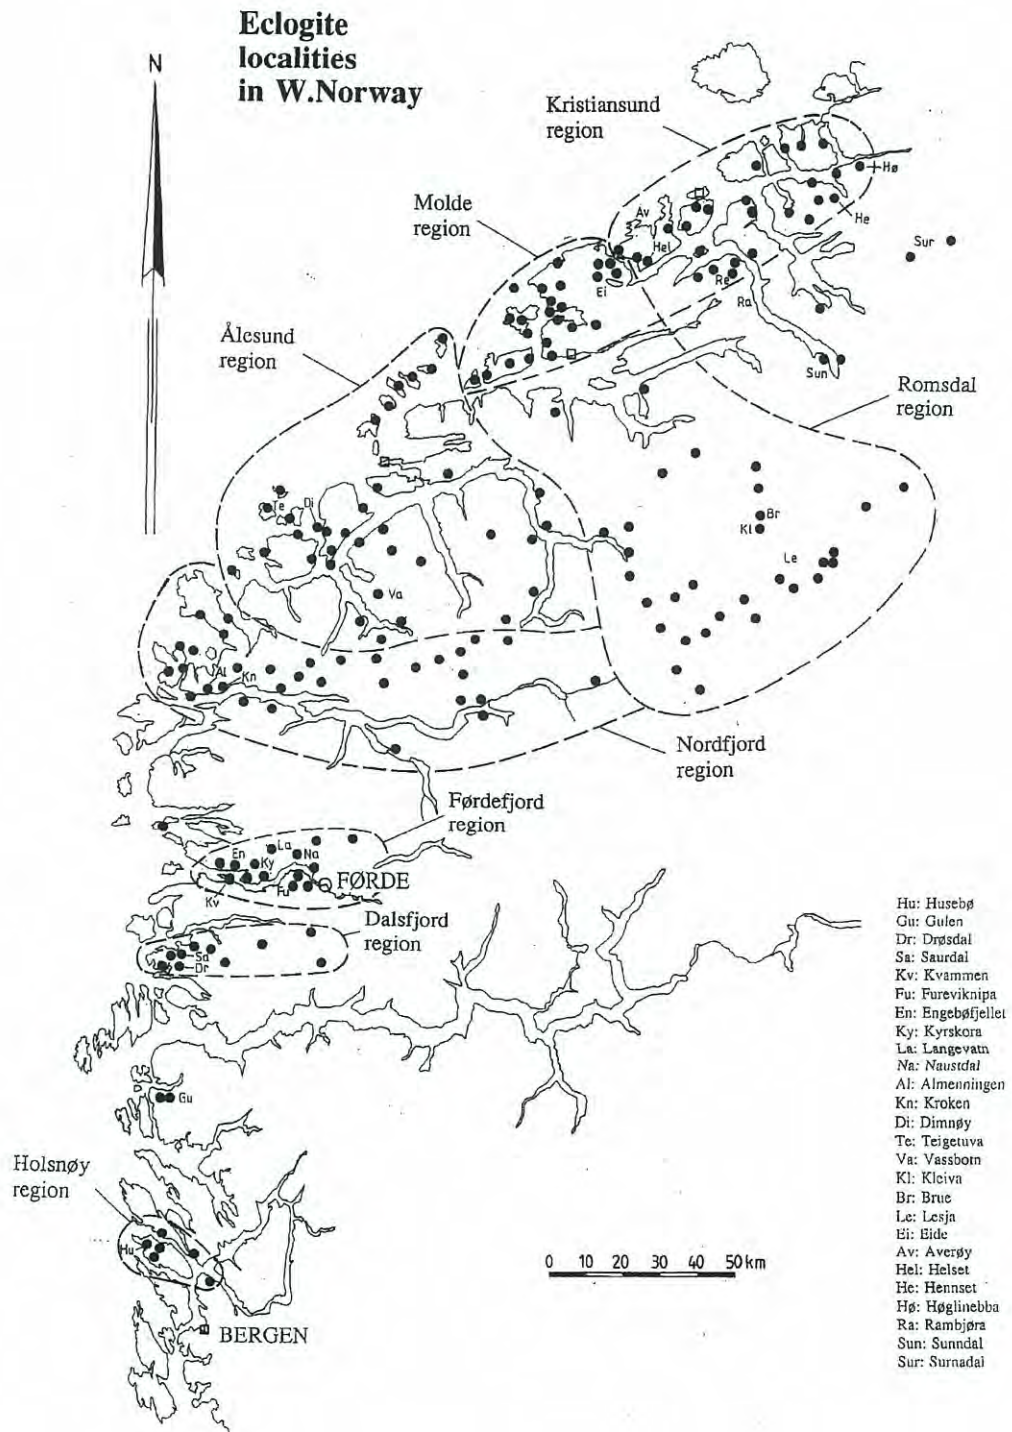 Eclogite
localities
in W.Norway
N
Kristiansund
region
Molde
region
Ålesund
region
Hø
Av
He
Hel
Sur
Ei
Re
Ra
Sun
Romsdal
region
Te
Di
Br
Kl
Le
Va
Al
Kn
Nordfjord
region
Førdefjord
region
La
En
Ky
Na
Kv
Fu
FØRDE
Dalsfjord
region
Sa
Dr
Gu
Holsnøy
region
Hu
BERGEN
0 10 20 30 40 50 km
Hu: Husebø
Gu: Gulen
Dr: Drøsdal
Sa: Saurdal
Kv: Kvammen
Fu: Fureviknipa
En: Engebøfjellet
Ky: Kyrskora
La: Langevatn
Na: Naustdal
Al: Almenningen
Kn: Kroken
Di: Dimnøy
Te: Teigetuva
Va: Vassbotn
Kl: Kleiva
Br: Brue
Le: Lesja
Ei: Eide
Av: Averøy
Hel: Helset
He: Hennset
Hø: Høglinebba
Ra: Rambjøra
Sun: Sunndal
Sur: Surnadal